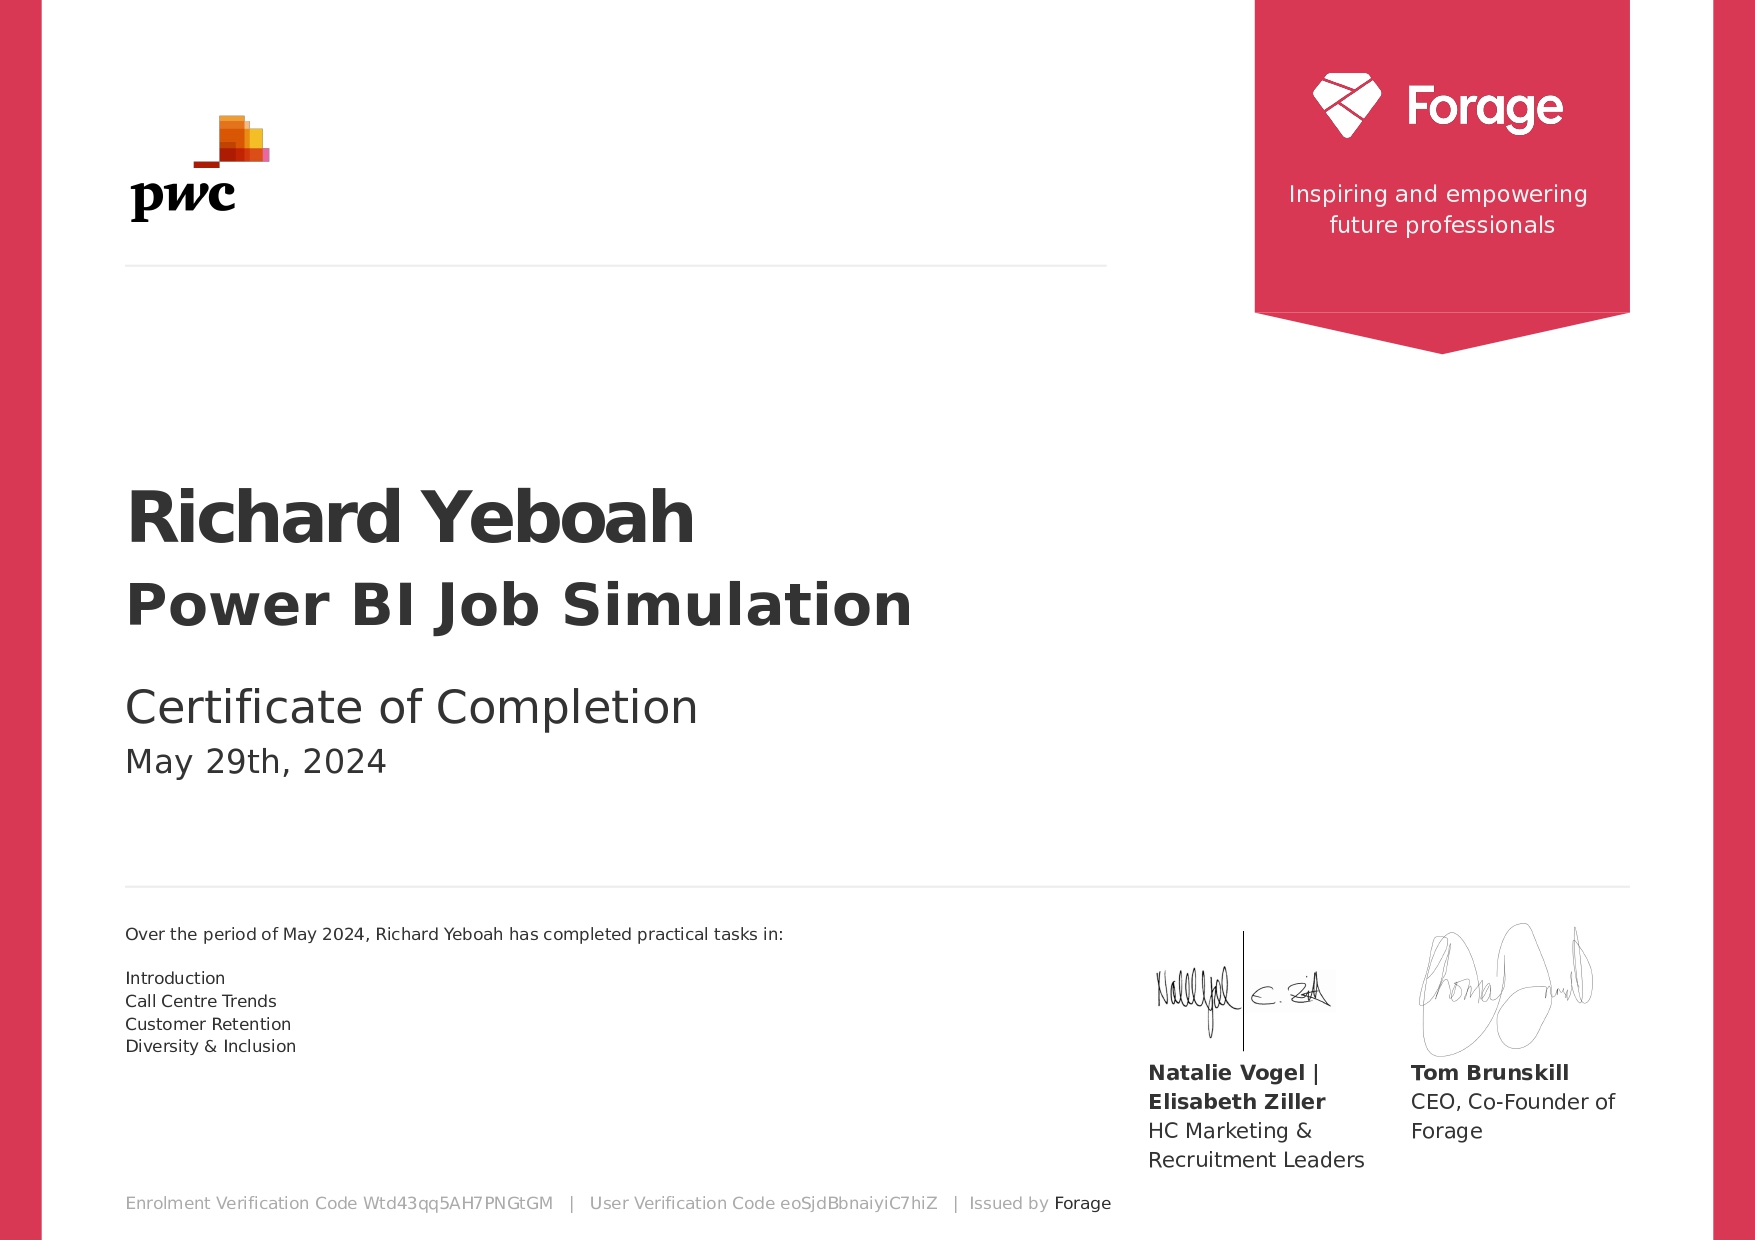 pwc
Forage
Inspiring and empowering
future professionals
Richard Yeboah
Power BI Job Simulation
Certificate of Completion
May 29th, 2024
Over the period of May 2024, Richard Yeboah has completed practical tasks in:
Introduction
Call Centre Trends
Customer Retention
Diversity & Inclusion
Natalie Vogel |
Elisabeth Ziller
HC Marketing &
Recruitment Leaders
Tom Brunskill
CEO, Co-Founder of
Forage
Enrolment Verification Code Wtd43qq5AH7PNGtGM | User Verification Code eoSjdBbnaiyiC7hiZ | Issued by Forage